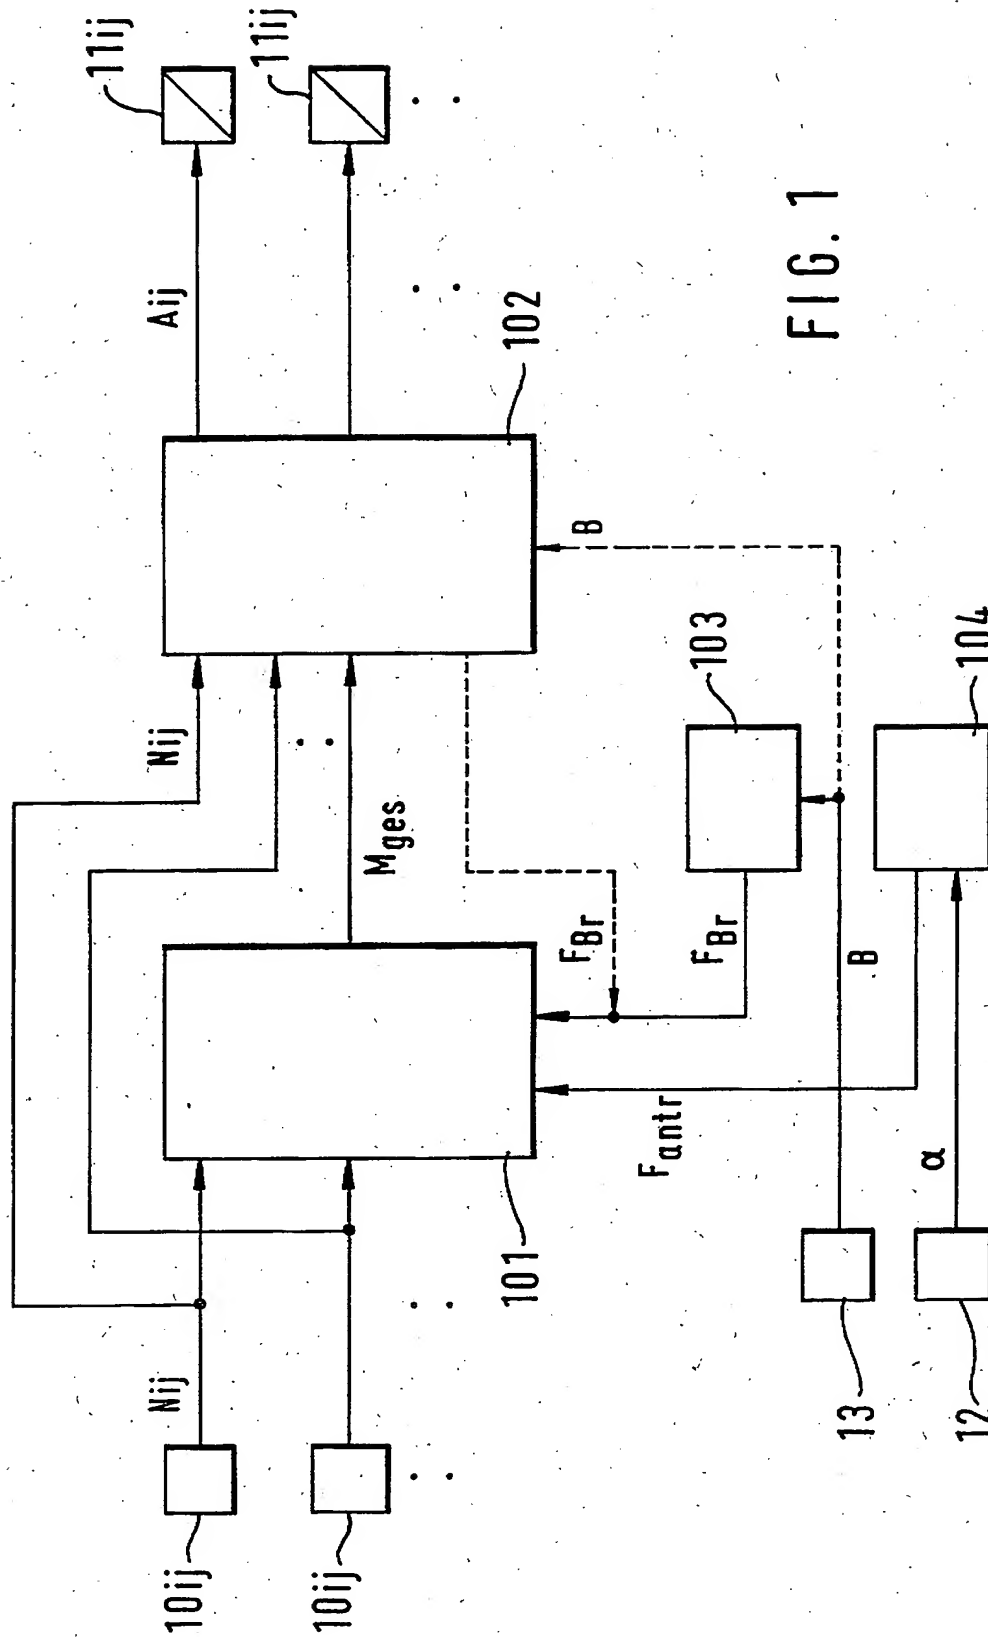 11ij
11ij
Aij
102
B
Nij
Mges
103
104
FBr
FBr
B
Fantr
α
101
Nij
10ij
10ij
13
12
FIG. 1